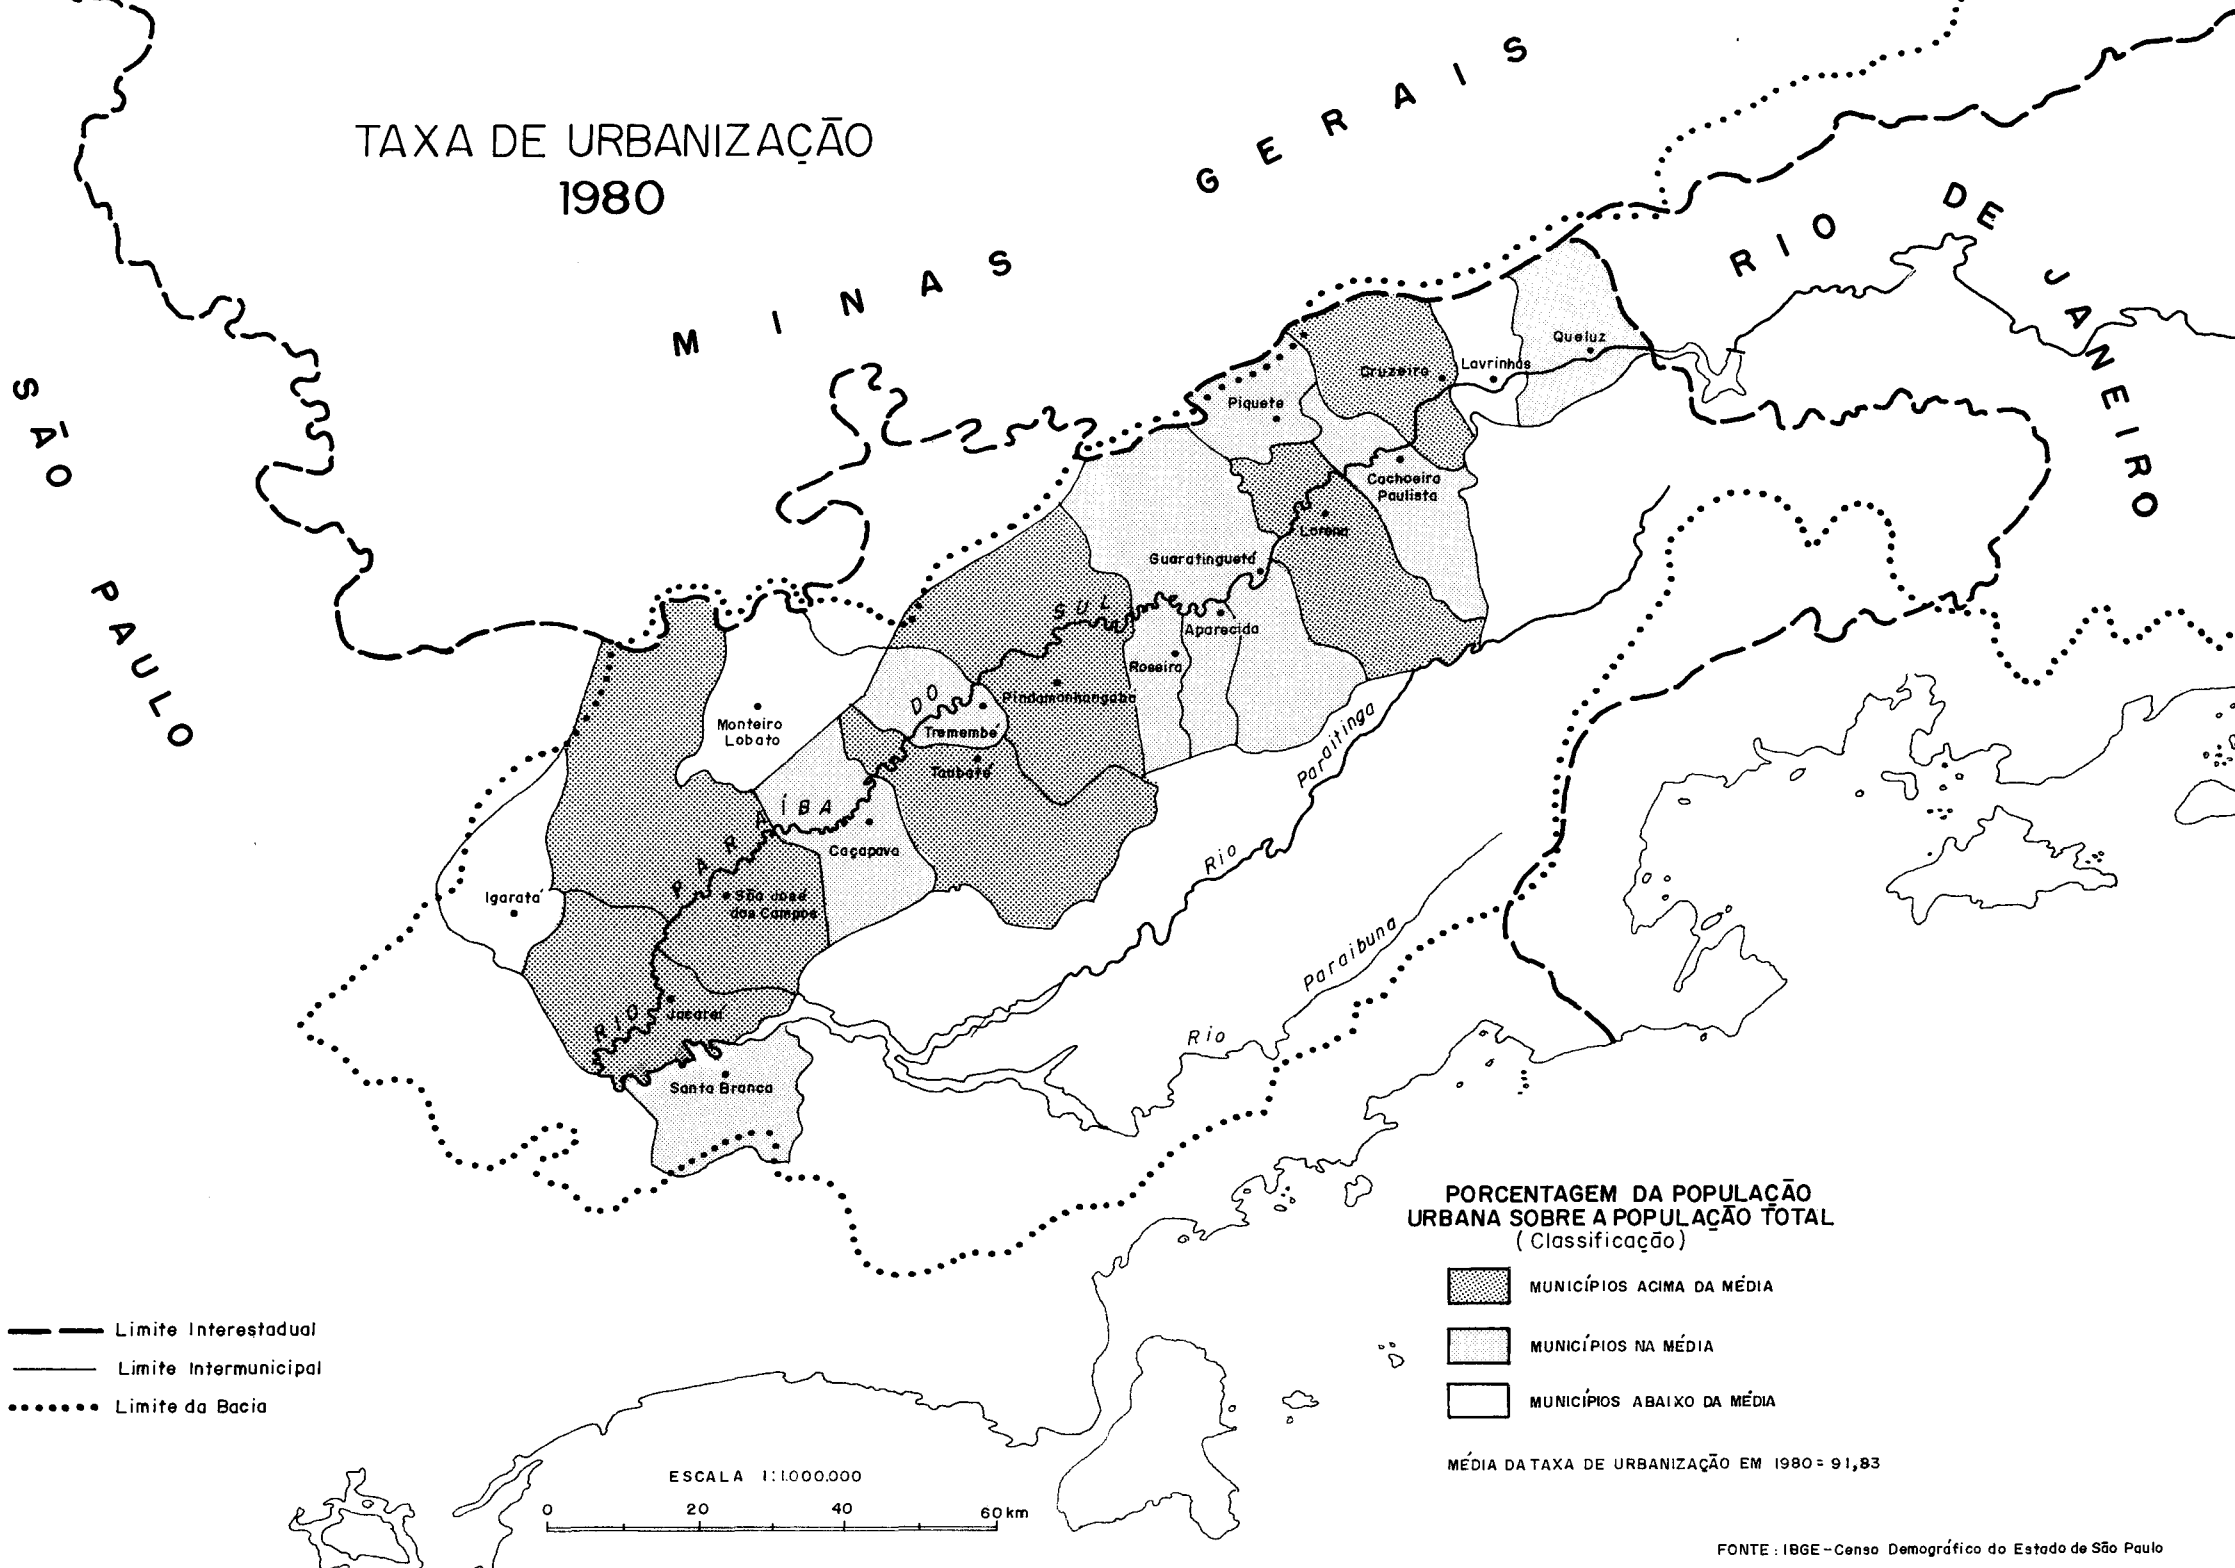 TAXA DE URBANIZAÇÃO
1980
MINAS GERAIS
RIO DE JANEIRO
SÃO PAULO
Queluz
Lavrinhas
Cruzeiro
Piquete
Cachoeira
Paulista
Lorena
Guaratinguetá
Aparecida
Roseira
Pindamonhangaba
Tremembé
Taubaté
Monteiro
Lobato
Caçapava
São José
dos Campos
Igaratá
Jacareí
Santa Branca
RIO PARAÍBA DO SUL
Rio Paraitinga
Rio Paraibuna
PORCENTAGEM DA POPULAÇÃO
URBANA SOBRE A POPULAÇÃO TOTAL
(Classificação)
MUNICÍPIOS ACIMA DA MÉDIA
MUNICÍPIOS NA MÉDIA
MUNICÍPIOS ABAIXO DA MÉDIA
MÉDIA DA TAXA DE URBANIZAÇÃO EM 1980 = 91,83
Limite Interestadual
Limite Intermunicipal
Limite da Bacia
ESCALA 1:1.000.000
0 20 40 60 km
FONTE: IBGE-Censo Demográfico do Estado de São Paulo